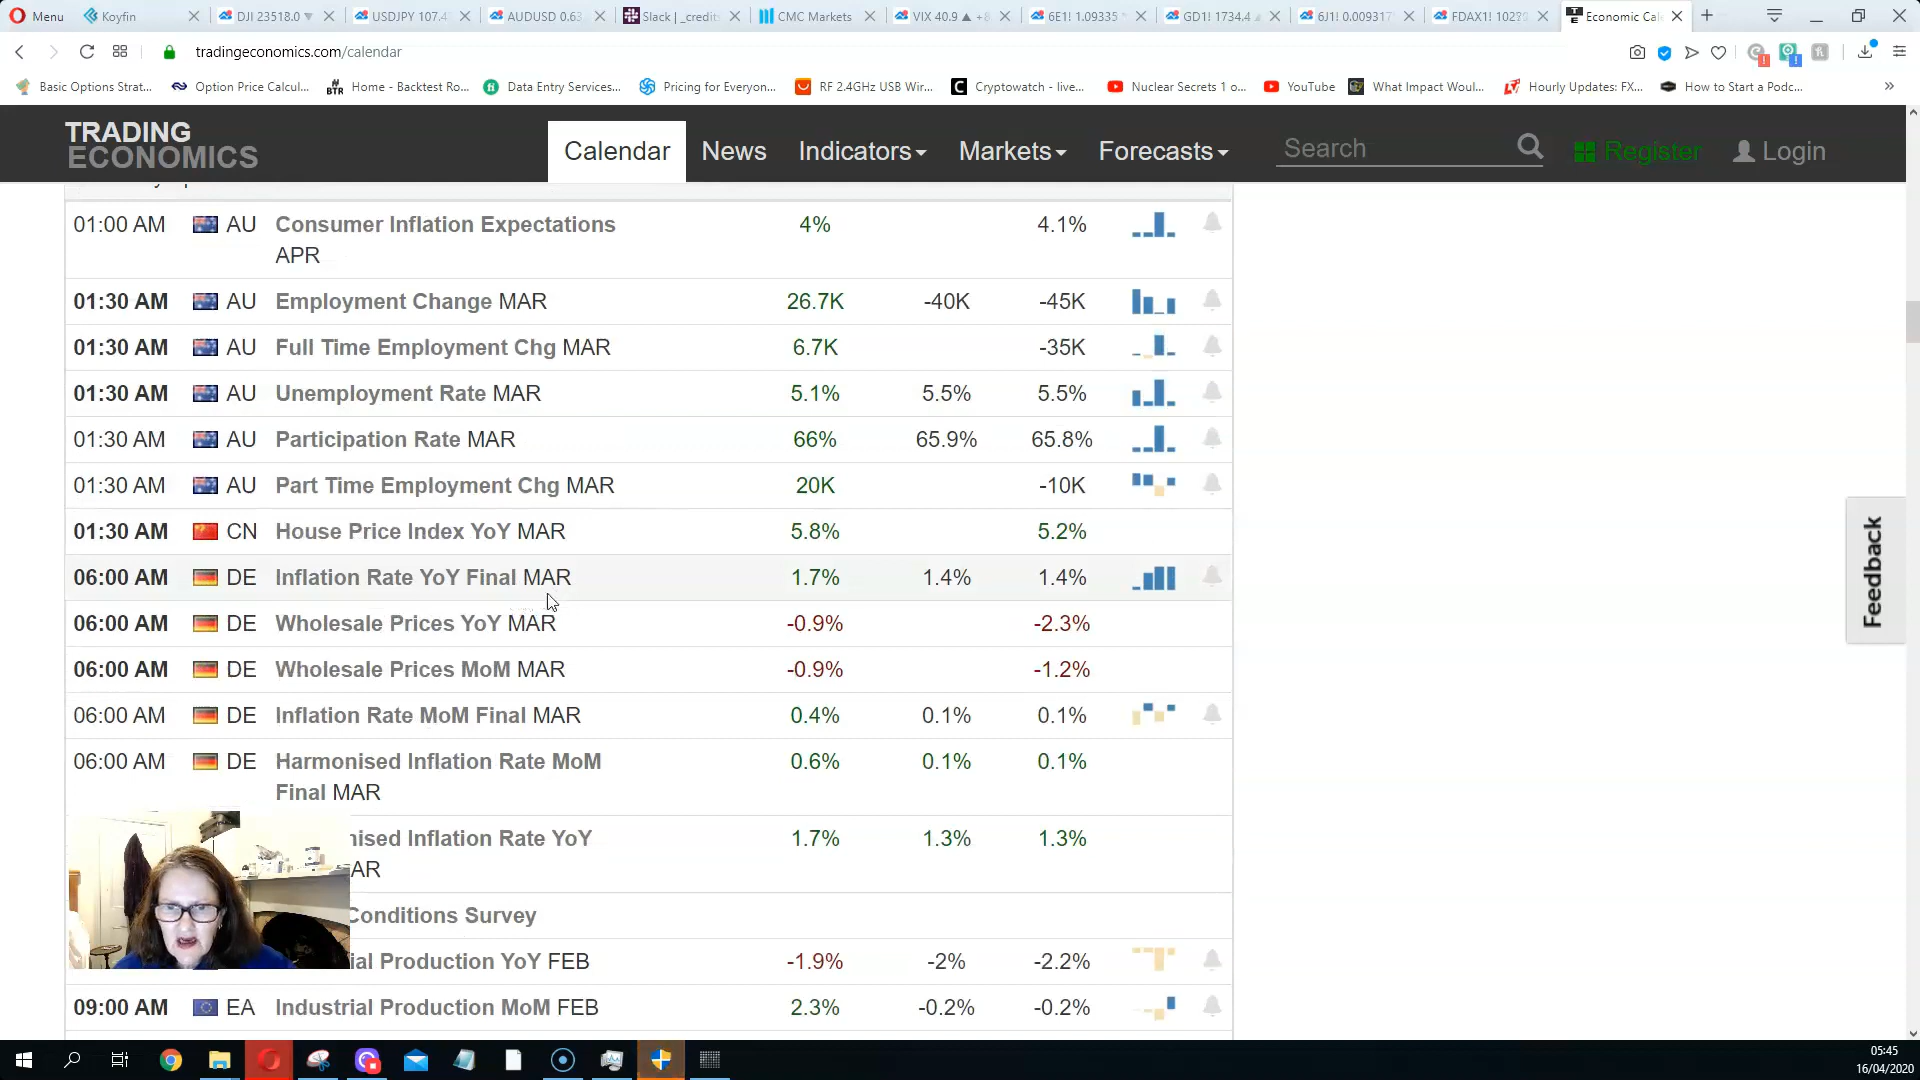 Menu
Koyfin
DJI 23518.0 ▼
USDJPY 107.4
AUDUSD 0.63
Slack | _credit
CMC Markets
VIX 40.9 ▲ +8
6E1! 1.09335
GD1! 1734.4
6J1! 0.009317
FDAX1! 102
Economic Cal
tradingeconomics.com/calendar
Basic Options Strat...
Option Price Calcul...
Home - Backtest Ro...
Data Entry Services...
Pricing for Everyon...
RF 2.4GHz USB Wir...
Cryptowatch - live...
Nuclear Secrets 1 o...
YouTube
What Impact Woul...
Hourly Updates: FX...
How to Start a Podc...
TRADING
ECONOMICS
Calendar
News
Indicators
Markets
Forecasts
Search
Register
Login
01:00 AM AU Consumer Inflation Expectations 4% 4.1%
APR
01:30 AM AU Employment Change MAR 26.7K -40K -45K
01:30 AM AU Full Time Employment Chg MAR 6.7K -35K
01:30 AM AU Unemployment Rate MAR 5.1% 5.5% 5.5%
01:30 AM AU Participation Rate MAR 66% 65.9% 65.8%
01:30 AM AU Part Time Employment Chg MAR 20K -10K
01:30 AM CN House Price Index YoY MAR 5.8% 5.2%
06:00 AM DE Inflation Rate YoY Final MAR 1.7% 1.4% 1.4%
06:00 AM DE Wholesale Prices YoY MAR -0.9% -2.3%
06:00 AM DE Wholesale Prices MoM MAR -0.9% -1.2%
06:00 AM DE Inflation Rate MoM Final MAR 0.4% 0.1% 0.1%
06:00 AM DE Harmonised Inflation Rate MoM 0.6% 0.1% 0.1%
Final MAR
nised Inflation Rate YoY 1.7% 1.3% 1.3%
AR
Conditions Survey
ial Production YoY FEB -1.9% -2% -2.2%
09:00 AM EA Industrial Production MoM FEB 2.3% -0.2% -0.2%
Feedback
05:45
16/04/2020